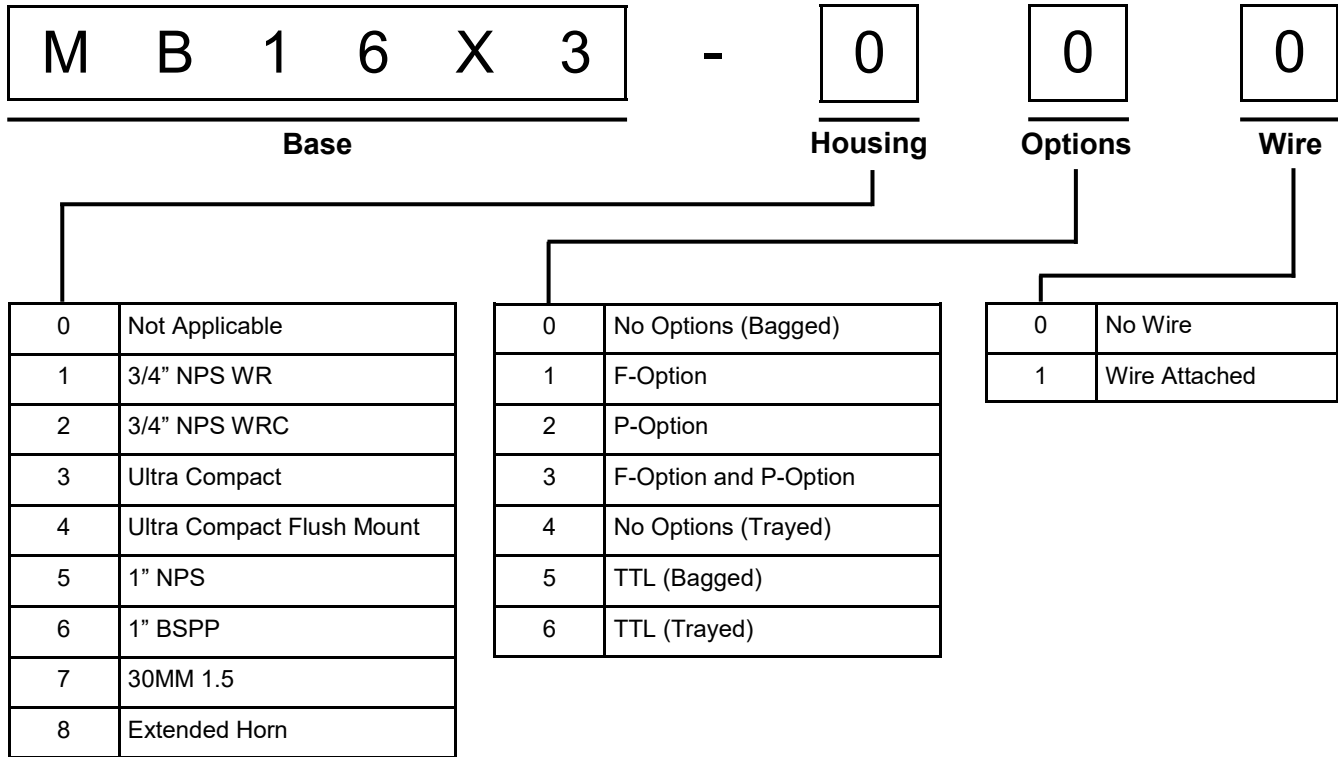 M B 1 6 X 3 - 0 0 0
Base Housing Options Wire
0 Not Applicable
1 3/4” NPS WR
2 3/4” NPS WRC
3 Ultra Compact
4 Ultra Compact Flush Mount
5 1” NPS
6 1” BSPP
7 30MM 1.5
8 Extended Horn
0 No Options (Bagged)
1 F-Option
2 P-Option
3 F-Option and P-Option
4 No Options (Trayed)
5 TTL (Bagged)
6 TTL (Trayed)
0 No Wire
1 Wire Attached